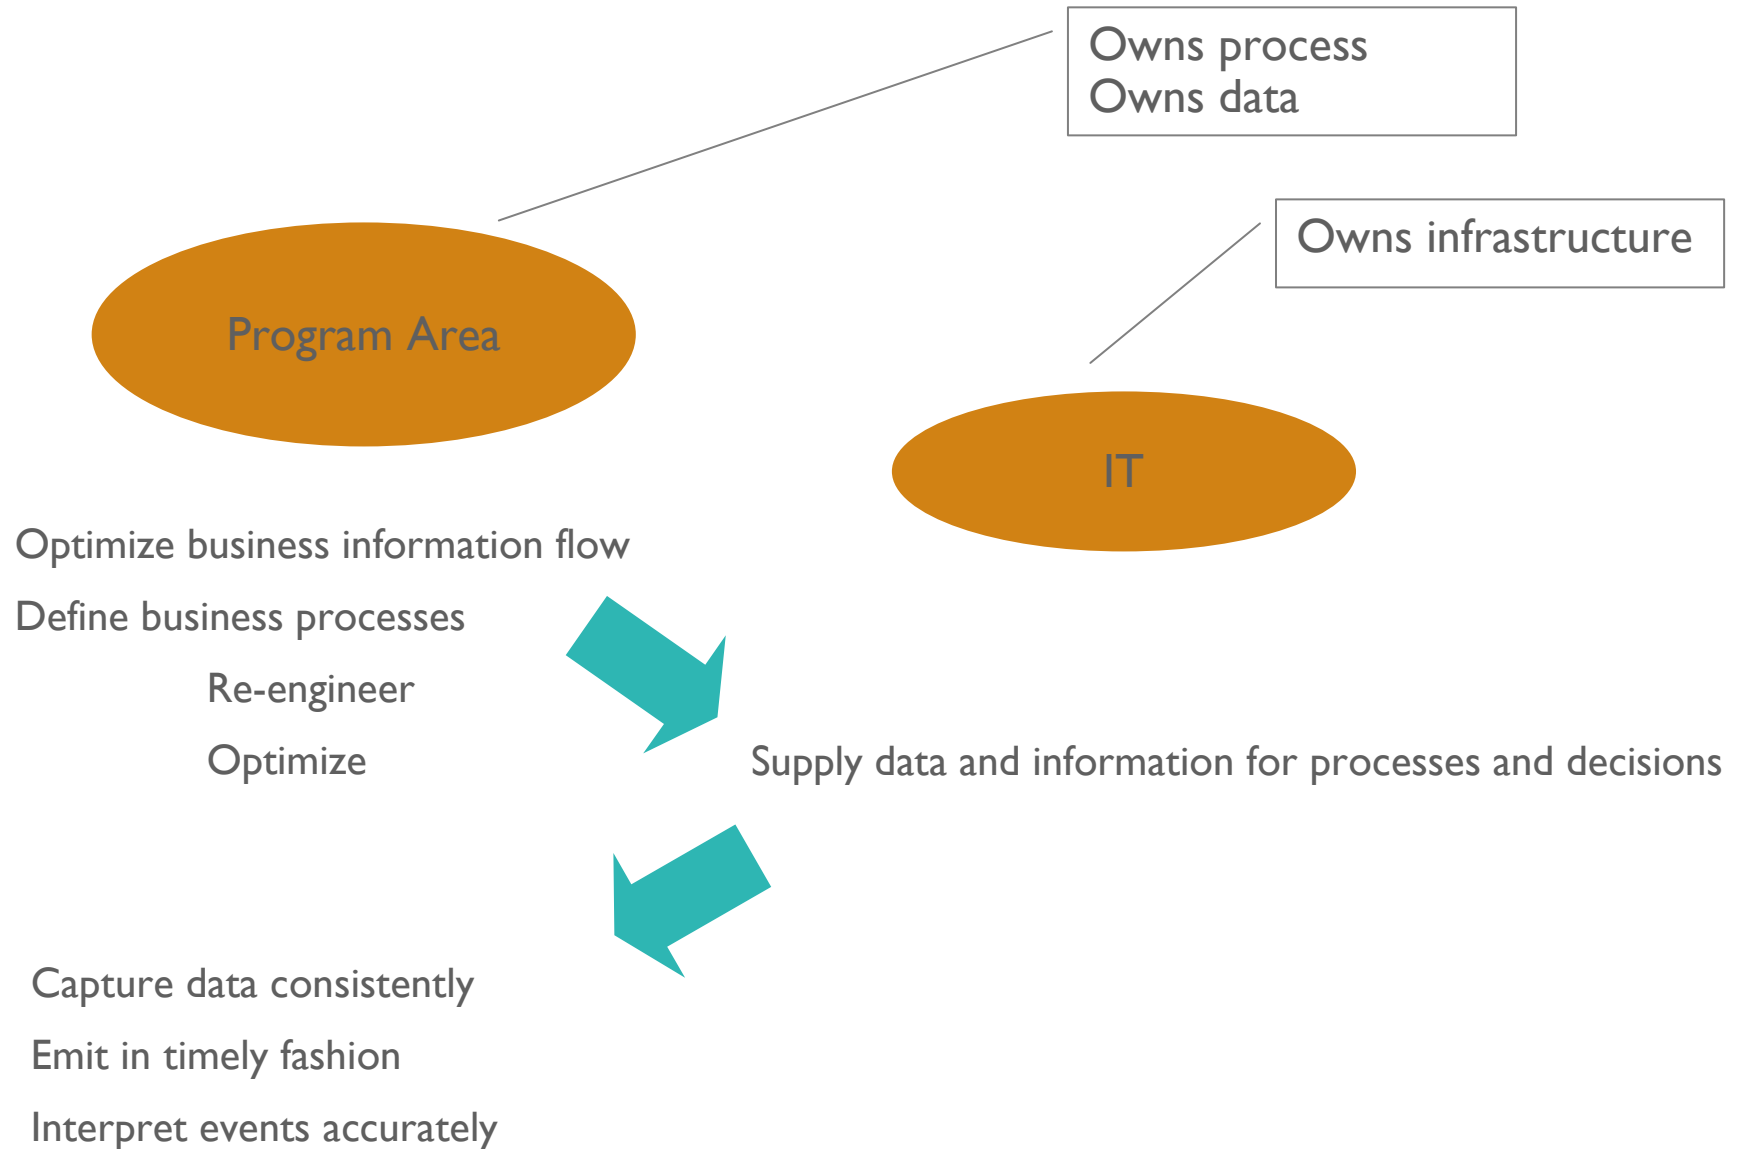 Owns process
Owns data
Owns infrastructure
Program Area
IT
Optimize business information flow
Define business processes
Re-engineer
Optimize
Supply data and information for processes and decisions
Capture data consistently
Emit in timely fashion
Interpret events accurately